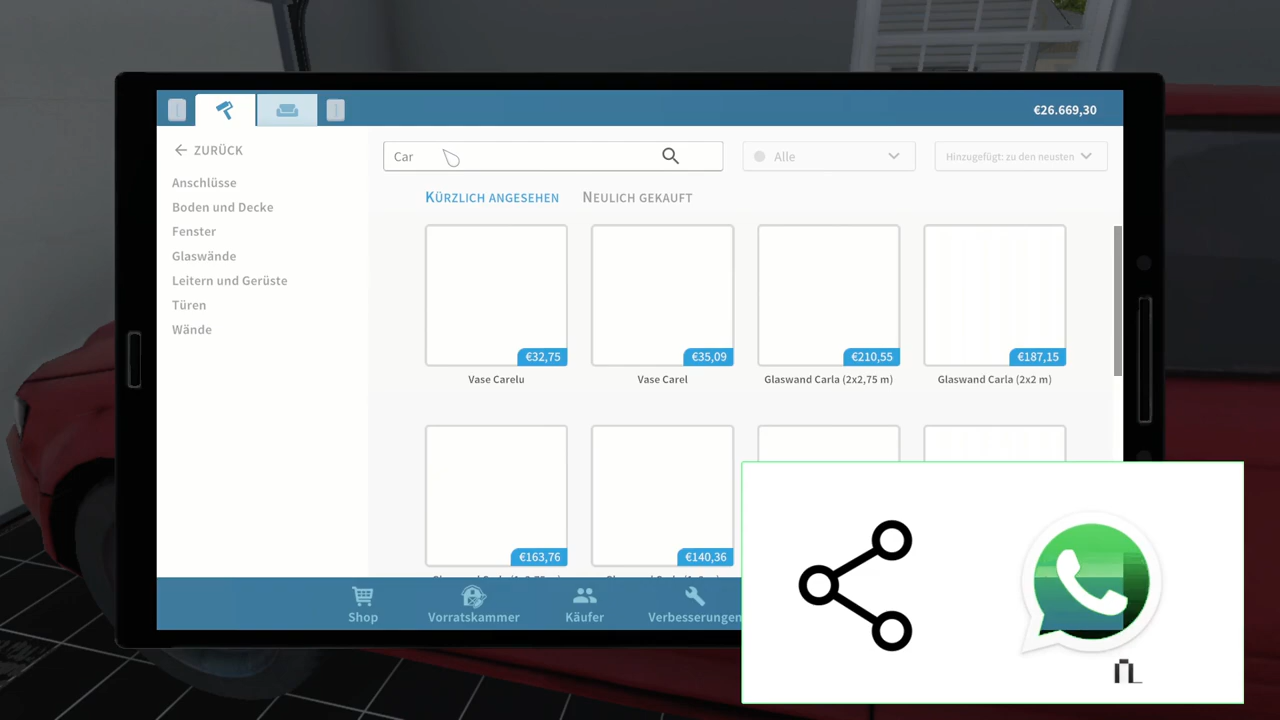 €26.669,30
ZURÜCK
Car
Alle
Hinzugefügt: zu den neusten
Anschlüsse
Boden und Decke
Fenster
Glaswände
Leitern und Gerüste
Türen
Wände
KÜRZLICH ANGESEHEN
NEULICH GEKAUFT
€32,75
€35,09
€210,55
€187,15
Vase Carelu
Vase Carel
Glaswand Carla (2x2,75 m)
Glaswand Carla (2x2 m)
€163,76
€140,36
Shop
Vorratskammer
Käufer
Verbesserungen